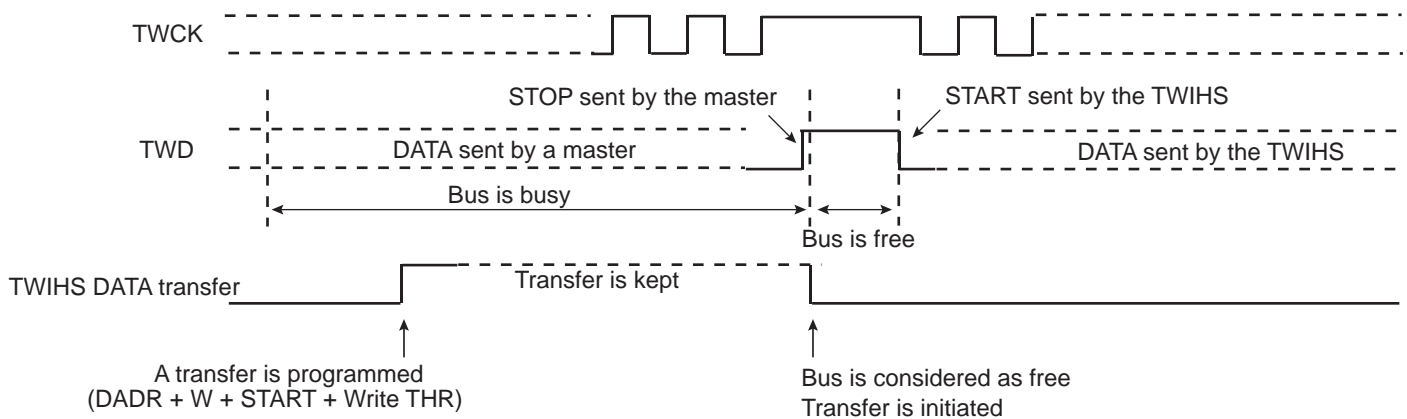 TWCK
STOP sent by the master
START sent by the TWIHS
TWD
DATA sent by a master
DATA sent by the TWIHS
Bus is busy
Bus is free
TWIHS DATA transfer
Transfer is kept
A transfer is programmed
(DADR + W + START + Write THR)
Bus is considered as free
Transfer is initiated